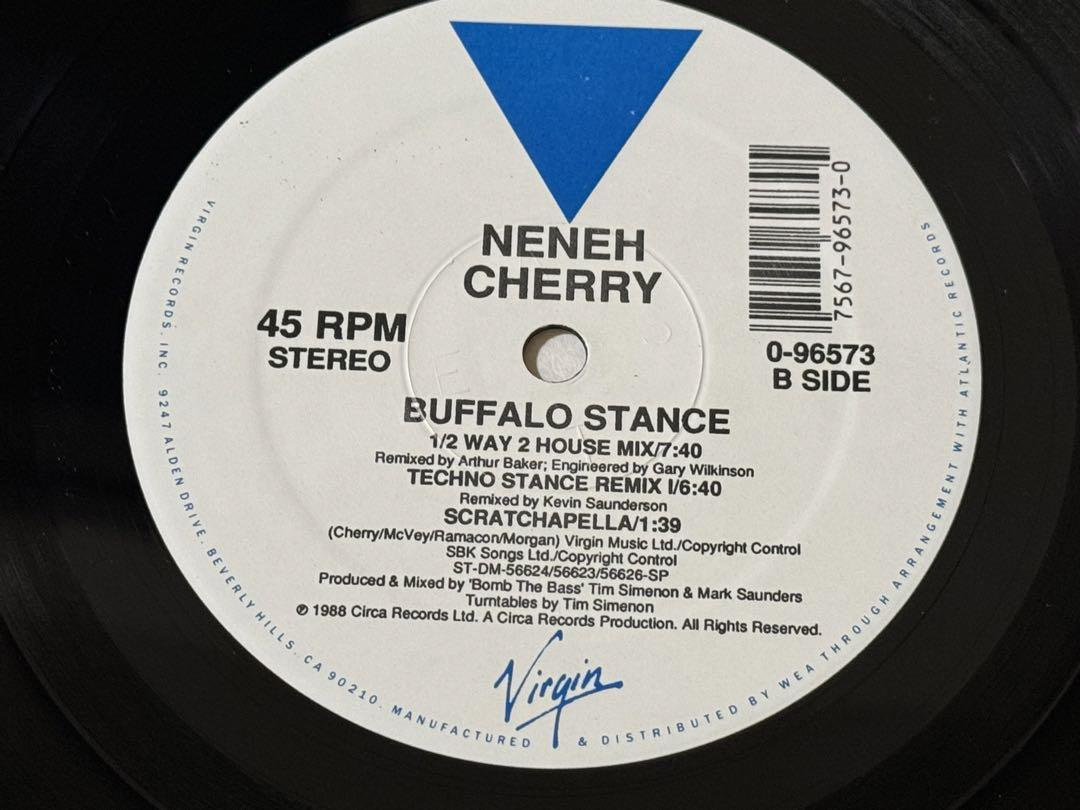 NENEH
CHERRY
7567-96573-0
45 RPM
STEREO
0-96573
B SIDE
BUFFALO STANCE
1/2 WAY 2 HOUSE MIX/7:40
Remixed by Arthur Baker; Engineered by Gary Wilkinson
TECHNO STANCE REMIX I/6:40
Remixed by Kevin Saunderson
SCRATCHAPELLA/1:39
(Cherry/McVey/Ramacon/Morgan) Virgin Music Ltd./Copyright Control
SBK Songs Ltd./Copyright Control
ST-DM-56624/56623/56626-SP
Produced & Mixed by 'Bomb The Bass' Tim Simenon & Mark Saunders
Turntables by Tim Simenon
℗ 1988 Circa Records Ltd. A Circa Records Production. All Rights Reserved.
Virgin
VIRGIN RECORDS, INC. 9247 ALDEN DRIVE, BEVERLY HILLS, CA 90210. MANUFACTURED & DISTRIBUTED BY WEA THROUGH ARRANGEMENT WITH ATLANTIC RECORDS